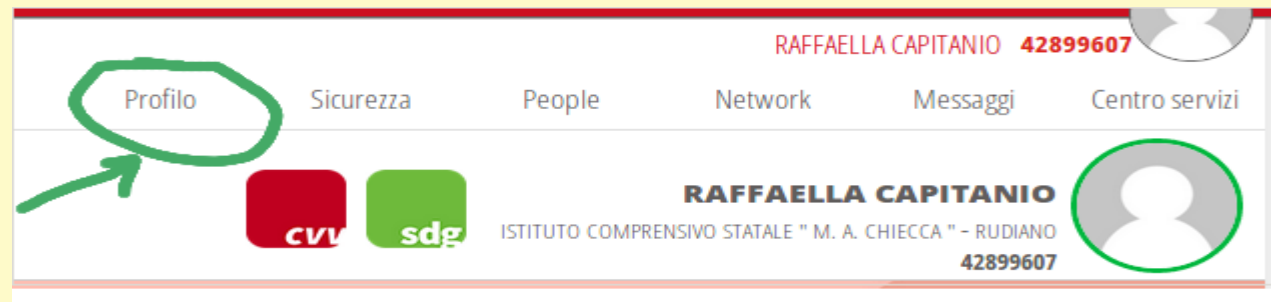 RAFFAELLA CAPITANIO 42899607
Profilo Sicurezza People Network Messaggi Centro servizi
cvv sdg
RAFFAELLA CAPITANIO
ISTITUTO COMPRENSIVO STATALE " M. A. CHIECCA " - RUDIANO
42899607